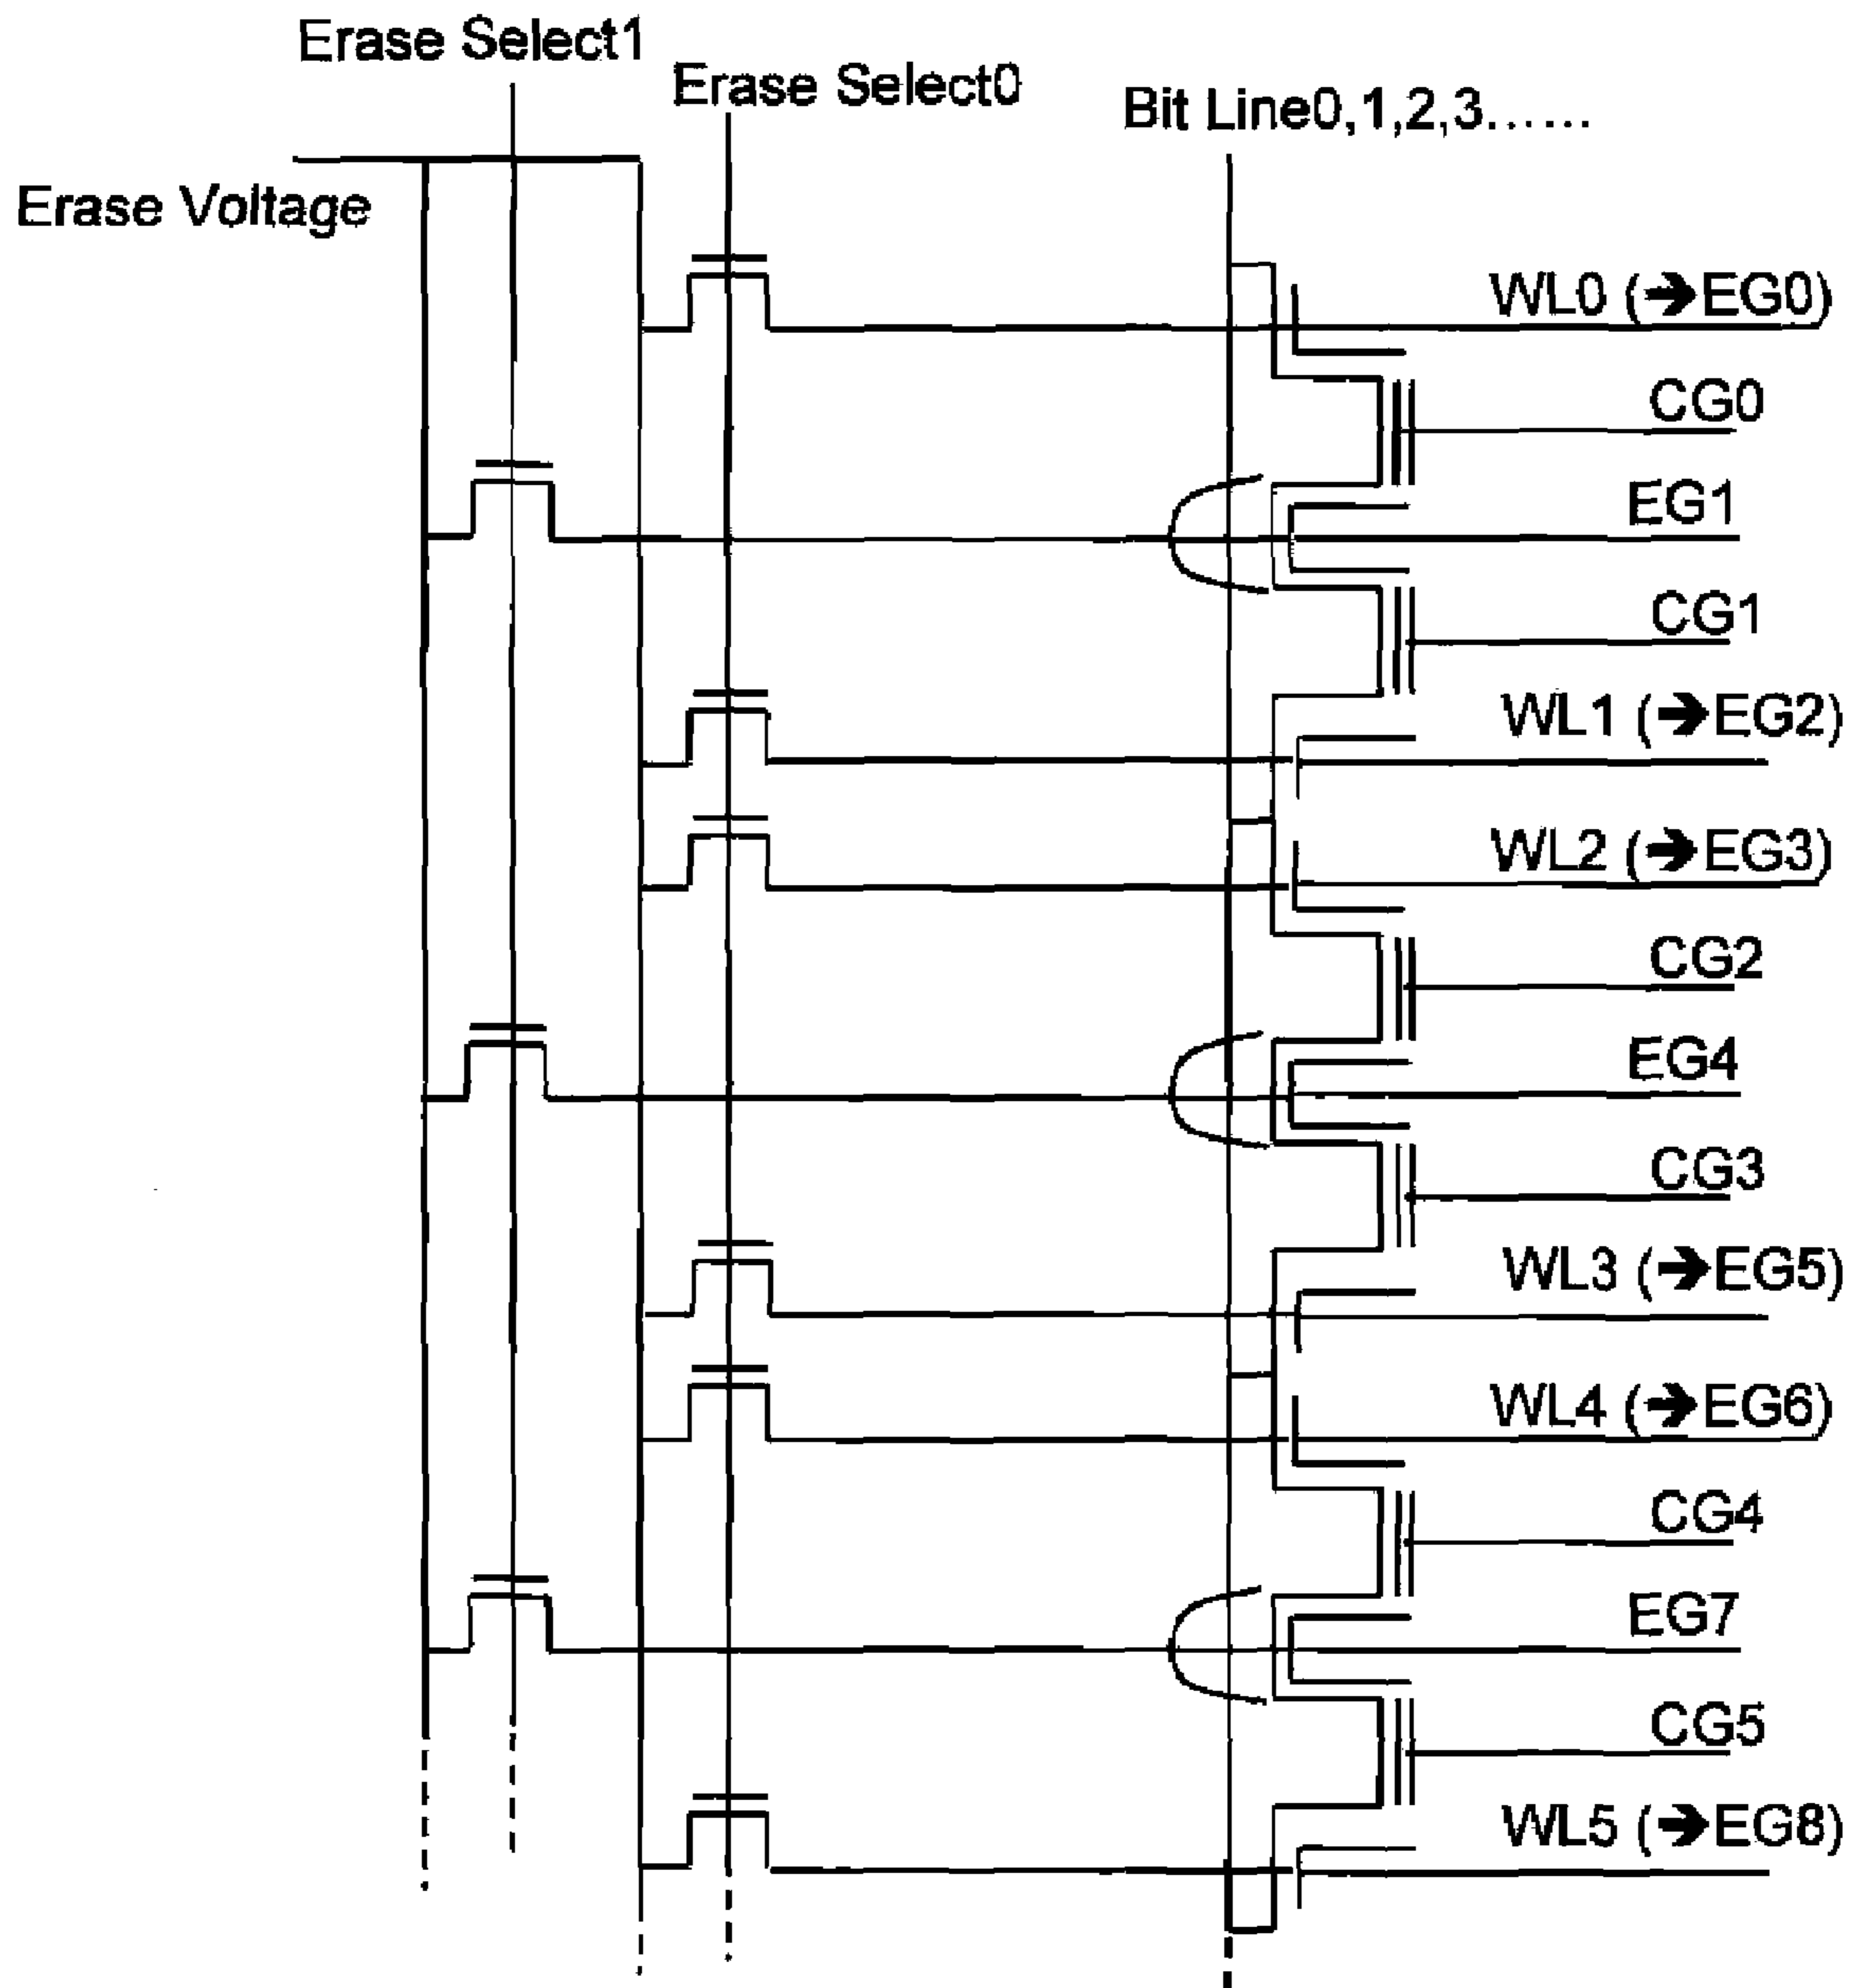 Erase Select1
Erase Select0
Bit Line0,1,2,3......
Erase Voltage
WL0 (➔EG0)
CG0
EG1
CG1
WL1 (➔EG2)
WL2 (➔EG3)
CG2
EG4
CG3
WL3 (➔EG5)
WL4 (➔EG6)
CG4
EG7
CG5
WL5 (➔EG8)